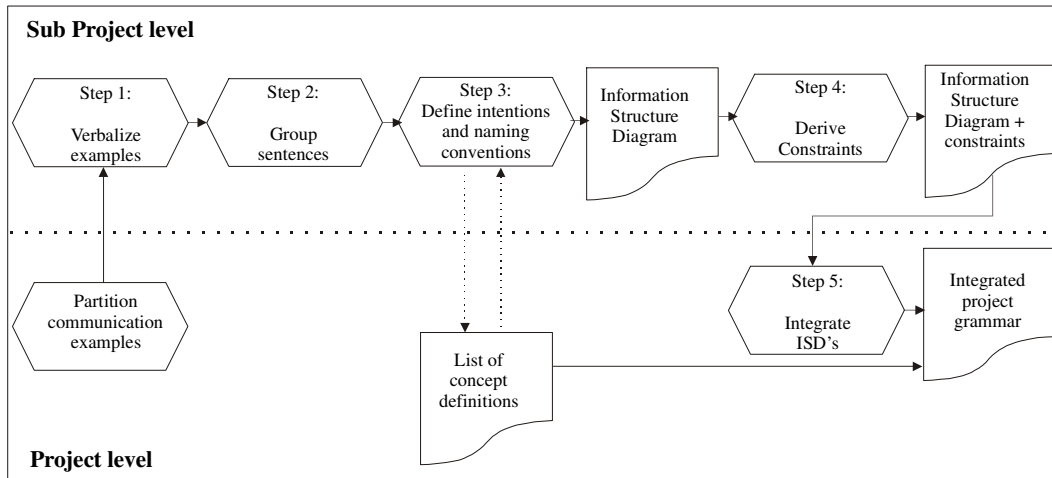 Sub Project level
Step 1:
Verbalize
examples
Step 2:
Group
sentences
Step 3:
Define intentions
and naming
conventions
Information
Structure
Diagram
Step 4:
Derive
Constraints
Information
Structure
Diagram +
constraints
Partition
communication
examples
List of
concept
definitions
Step 5:
Integrate
ISD's
Integrated
project
grammar
Project level